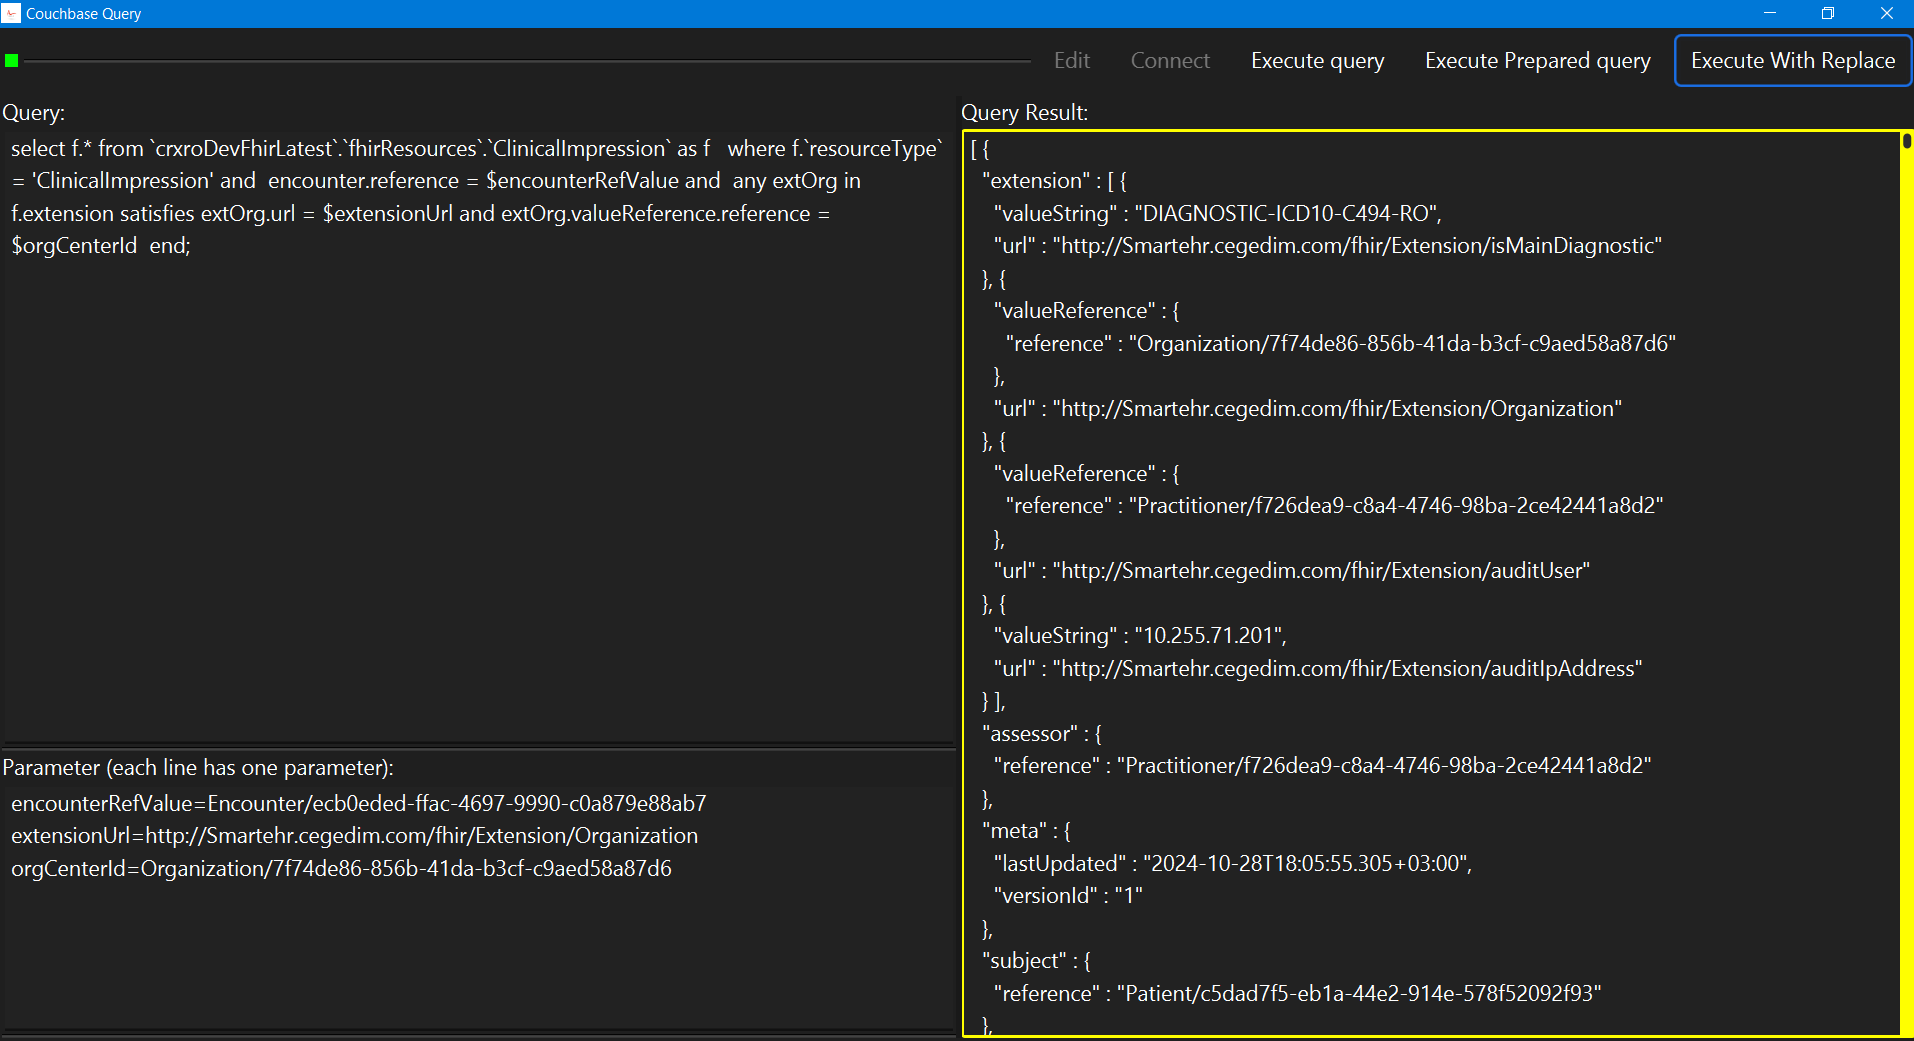 Couchbase Query
Edit Connect Execute query Execute Prepared query Execute With Replace
Query:
select f.* from `crxroDevFhirLatest`.`fhirResources`.`ClinicalImpression` as f   where f.`resourceType`
= 'ClinicalImpression' and  encounter.reference = $encounterRefValue and  any extOrg in
f.extension satisfies extOrg.url = $extensionUrl and extOrg.valueReference.reference =
$orgCenterId  end;
Parameter (each line has one parameter):
encounterRefValue=Encounter/ecb0eded-ffac-4697-9990-c0a879e88ab7
extensionUrl=http://Smartehr.cegedim.com/fhir/Extension/Organization
orgCenterId=Organization/7f74de86-856b-41da-b3cf-c9aed58a87d6
Query Result:
[ {
  "extension" : [ {
    "valueString" : "DIAGNOSTIC-ICD10-C494-RO",
    "url" : "http://Smartehr.cegedim.com/fhir/Extension/isMainDiagnostic"
  }, {
    "valueReference" : {
      "reference" : "Organization/7f74de86-856b-41da-b3cf-c9aed58a87d6"
    },
    "url" : "http://Smartehr.cegedim.com/fhir/Extension/Organization"
  }, {
    "valueReference" : {
      "reference" : "Practitioner/f726dea9-c8a4-4746-98ba-2ce42441a8d2"
    },
    "url" : "http://Smartehr.cegedim.com/fhir/Extension/auditUser"
  }, {
    "valueString" : "10.255.71.201",
    "url" : "http://Smartehr.cegedim.com/fhir/Extension/auditIpAddress"
  } ],
  "assessor" : {
    "reference" : "Practitioner/f726dea9-c8a4-4746-98ba-2ce42441a8d2"
  },
  "meta" : {
    "lastUpdated" : "2024-10-28T18:05:55.305+03:00",
    "versionId" : "1"
  },
  "subject" : {
    "reference" : "Patient/c5dad7f5-eb1a-44e2-914e-578f52092f93"
  },